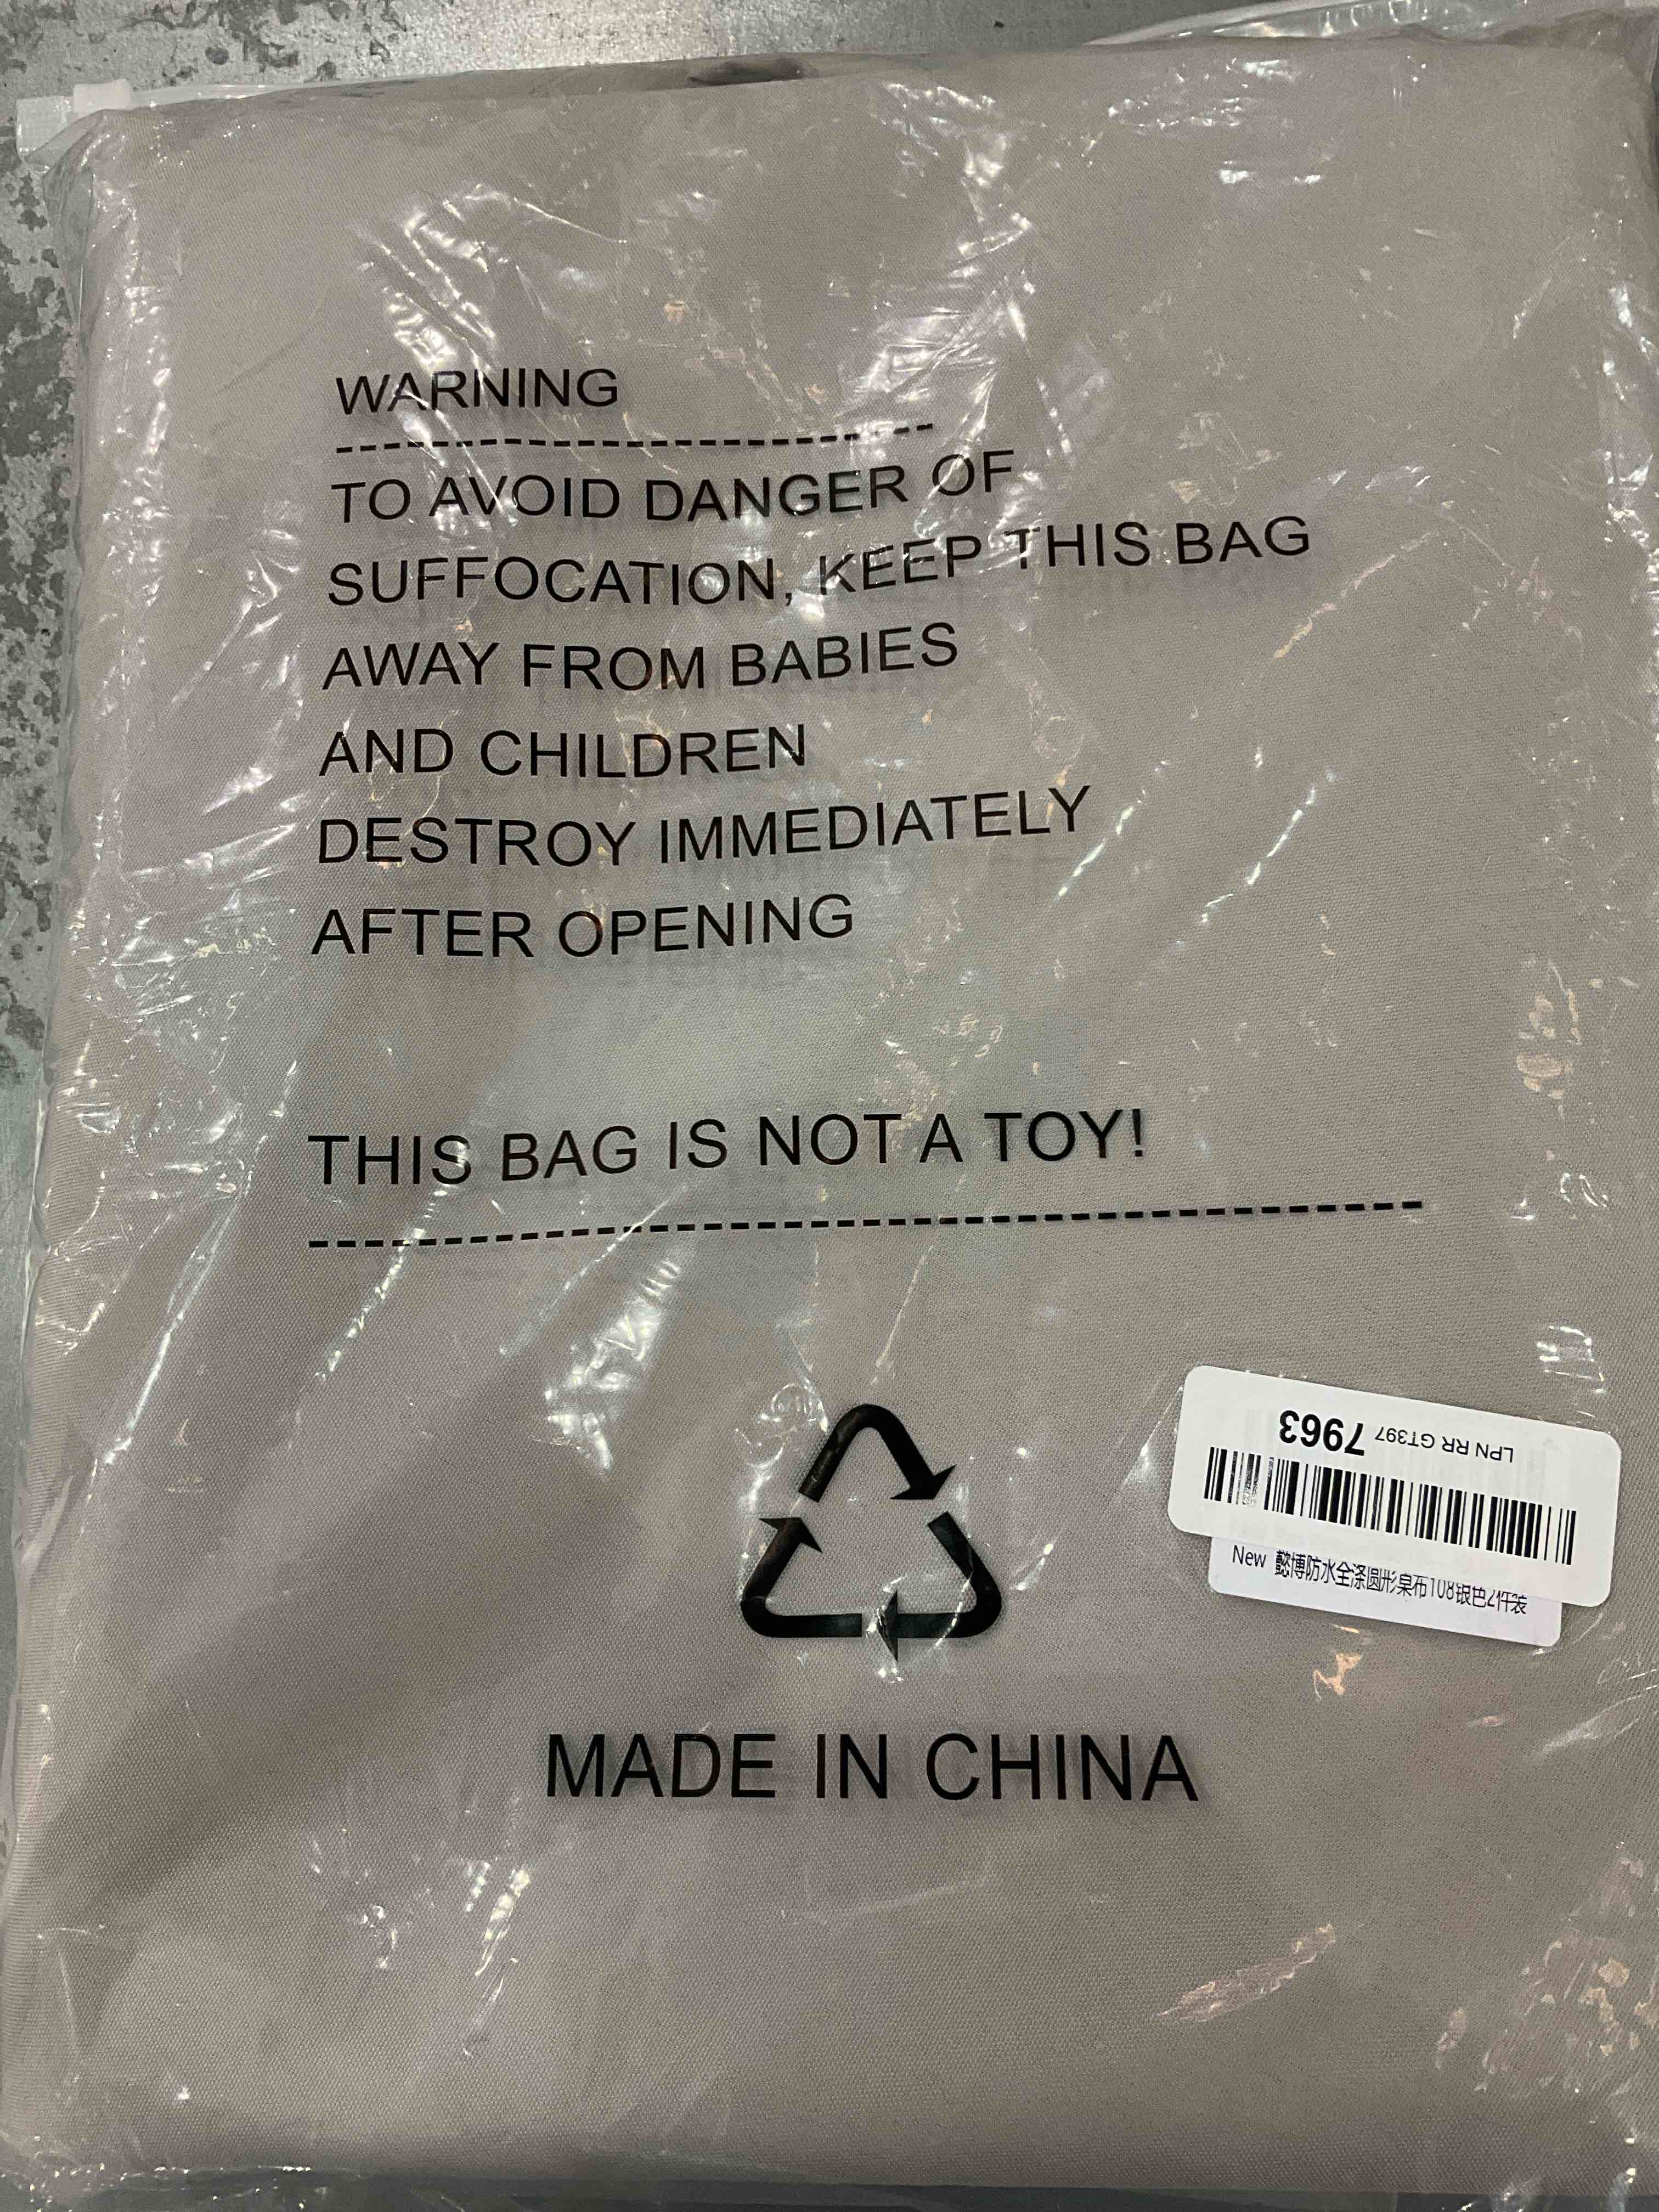 WARNING
TO AVOID DANGER OF
SUFFOCATION, KEEP THIS BAG
AWAY FROM BABIES
AND CHILDREN
DESTROY IMMEDIATELY
AFTER OPENING
THIS BAG IS NOT A TOY!
LPN RR GT397 7963
New 懿博防水全涤圆形桌布108银色2件装
MADE IN CHINA